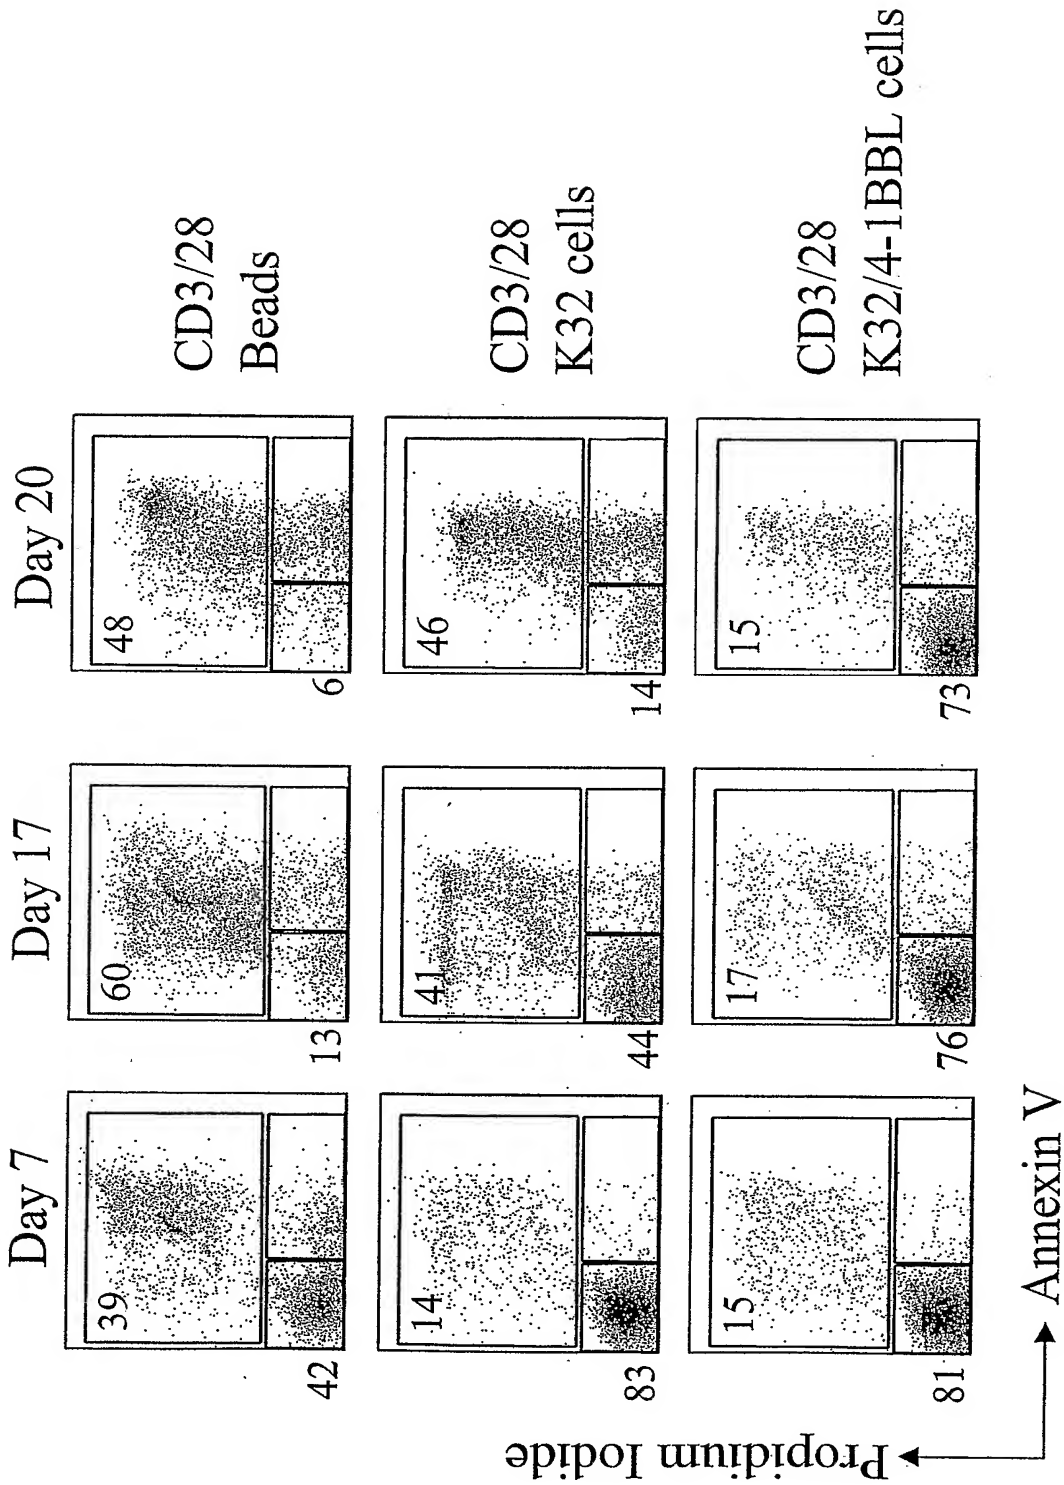 Day 7
Day 17
Day 20
39
42
60
13
48
6
CD3/28
Beads
14
83
41
44
46
14
CD3/28
K32 cells
15
81
17
76
15
73
CD3/28
K32/4-1BBL cells
Propidium Iodide
Annexin V